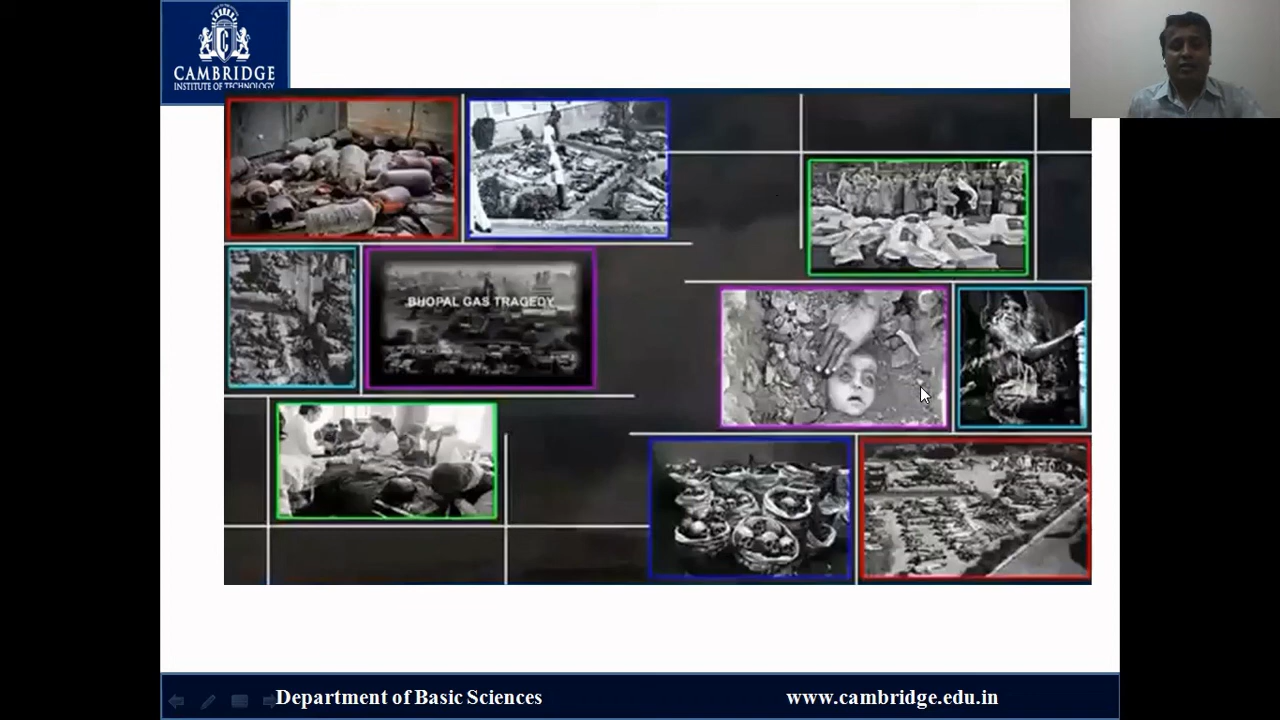 CAMBRIDGE
INSTITUTE OF TECHNOLOGY
BHOPAL GAS TRAGEDY
Department of Basic Sciences
www.cambridge.edu.in